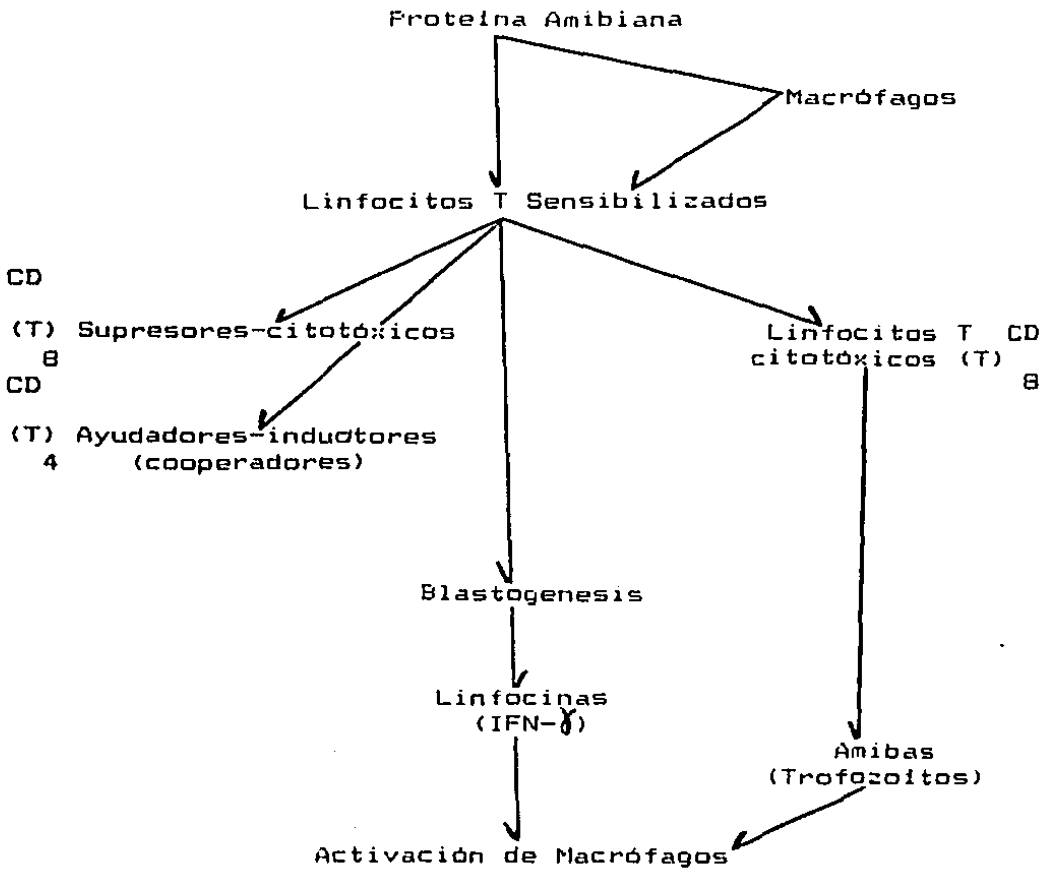 Proteína Amibiana
Macrófagos
Linfocitos T Sensibilizados
CD
(T) Supresores-citotóxicos
8
CD
(T) Ayudadores-inductores
4 (cooperadores)
Linfocitos T CD
citotóxicos (T)
8
Blastogenesis
Linfocinas
(IFN-γ)
Amibas
(Trofozoítos)
Activación de Macrófagos